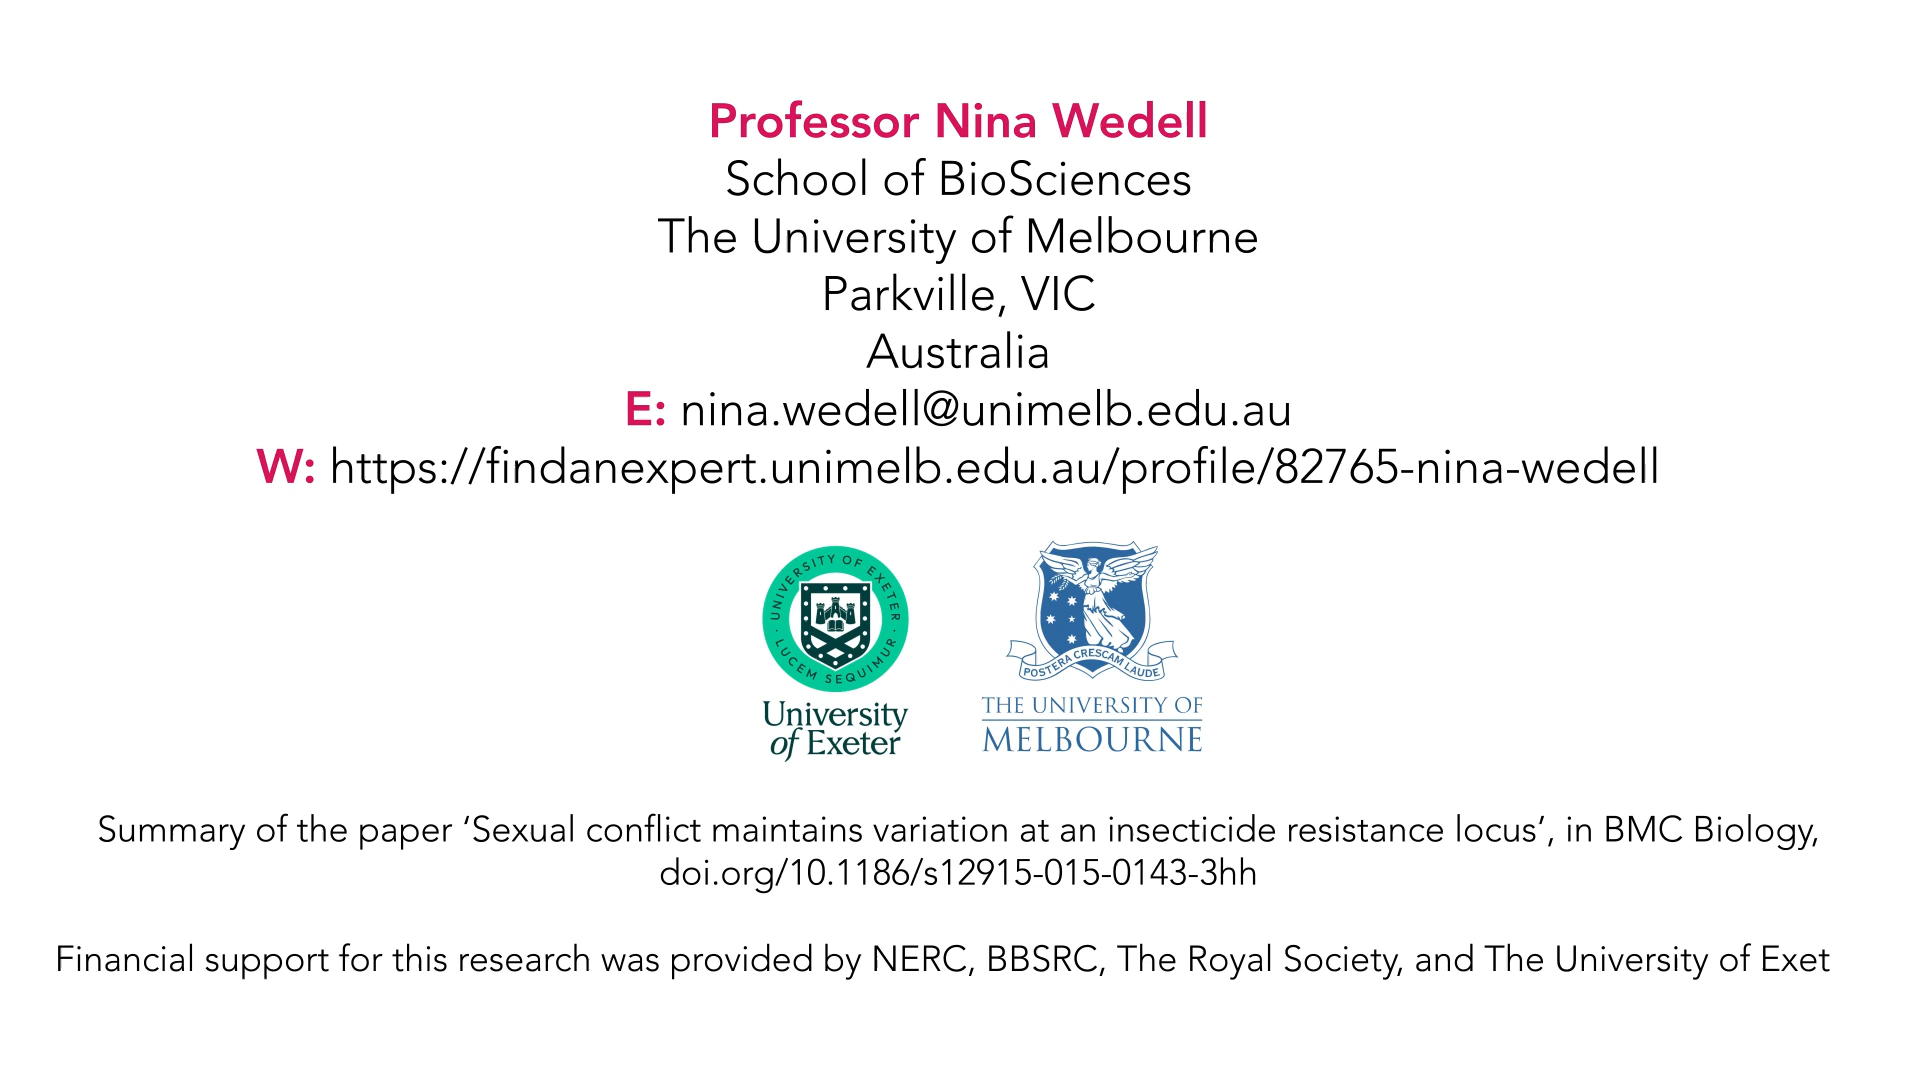 Professor Nina Wedell
School of BioSciences
The University of Melbourne
Parkville, VIC
Australia
E: nina.wedell@unimelb.edu.au
W: https://findanexpert.unimelb.edu.au/profile/82765-nina-wedell
· UNIVERSITY OF EXETER ·
LUCEM SEQUIMUR
University
of Exeter
POSTERA CRESCAM LAUDE
THE UNIVERSITY OF
MELBOURNE
Summary of the paper ‘Sexual conflict maintains variation at an insecticide resistance locus’, in BMC Biology,
doi.org/10.1186/s12915-015-0143-3hh
Financial support for this research was provided by NERC, BBSRC, The Royal Society, and The University of Exet